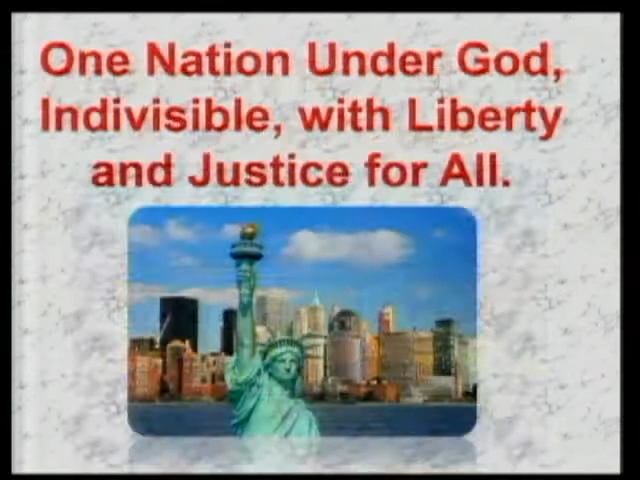 One Nation Under God,
Indivisible, with Liberty
and Justice for All.